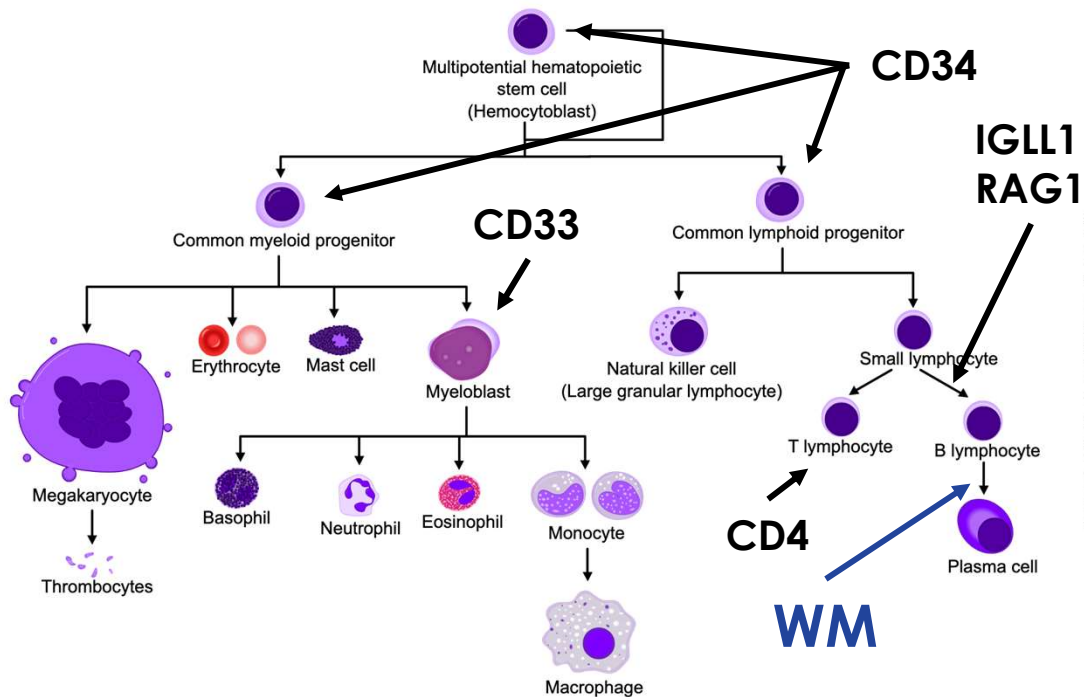 Multipotential hematopoietic
stem cell
(Hemocytoblast)
CD34
IGLL1
RAG1
Common myeloid progenitor
CD33
Common lymphoid progenitor
Erythrocyte
Mast cell
Myeloblast
Natural killer cell
(Large granular lymphocyte)
Small lymphocyte
T lymphocyte
B lymphocyte
Megakaryocyte
Basophil
Neutrophil
Eosinophil
Monocyte
CD4
Plasma cell
Thrombocytes
WM
Macrophage